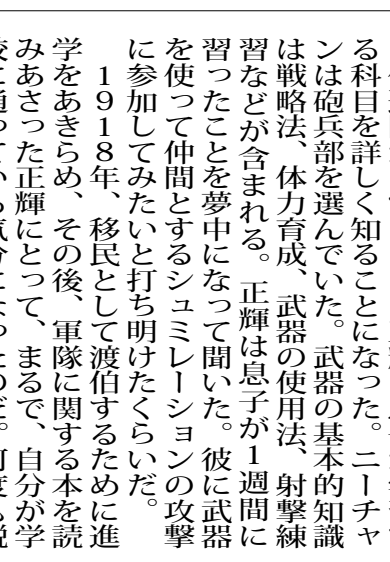 る科目を詳しく知ることになった。ニーチャ
ンは砲兵部を選んでいた。武器の基本的知識
は戦略法、体力育成、武器の使用法、射撃練
習などが含まれる。正輝は息子が1週間に
習ったことを夢中になって聞いた。彼に武器
を使って仲間とするシュミレーションの攻撃
に参加してみたいと打ち明けたくらいだ。
　1918年、移民として渡伯するために進
学をあきらめ、その後、軍隊に関する本を読
みあさった正輝にとって、まるで、自分が学